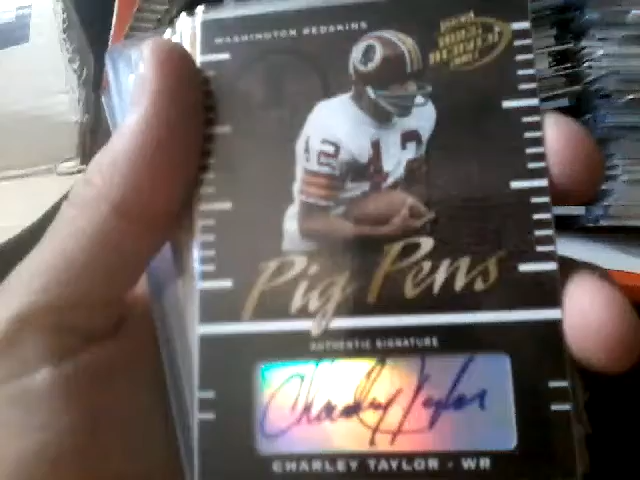 WASHINGTON REDSKINS
42
Pig Pens
AUTHENTIC SIGNATURE
Charley Taylor
CHARLEY TAYLOR - WR